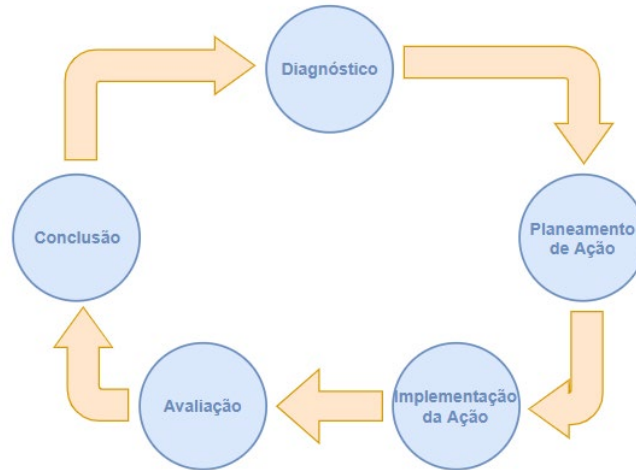 Diagnóstico
Planeamento
de Ação
Implementação
da Ação
Avaliação
Conclusão